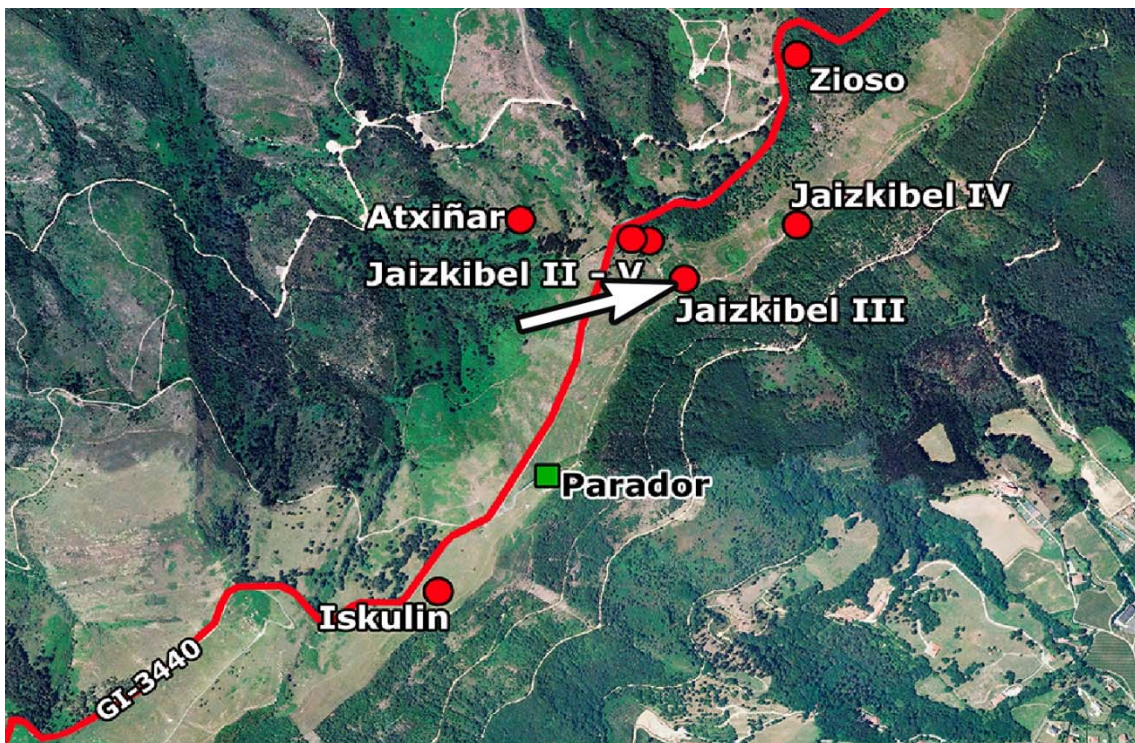 Zioso
Jaizkibel IV
Atxiñar
Jaizkibel II - V
Jaizkibel III
Parador
Iskulin
GI-3440